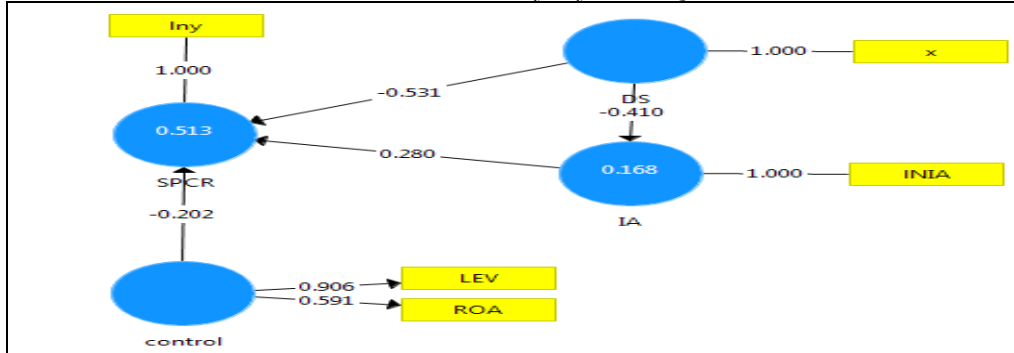 lny
1.000
0.513
SPCR
-0.202
control
-0.531
0.280
DS
-0.410
0.168
IA
1.000
x
1.000
INIA
0.906
0.591
LEV
ROA